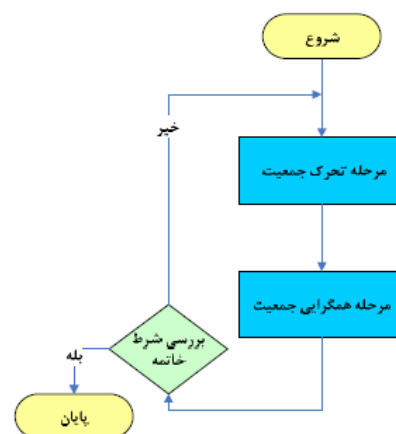 شروع
خیر
مرحله تحرک جمعیت
مرحله همگرایی جمعیت
بررسی شرط
خاتمه
بله
پایان